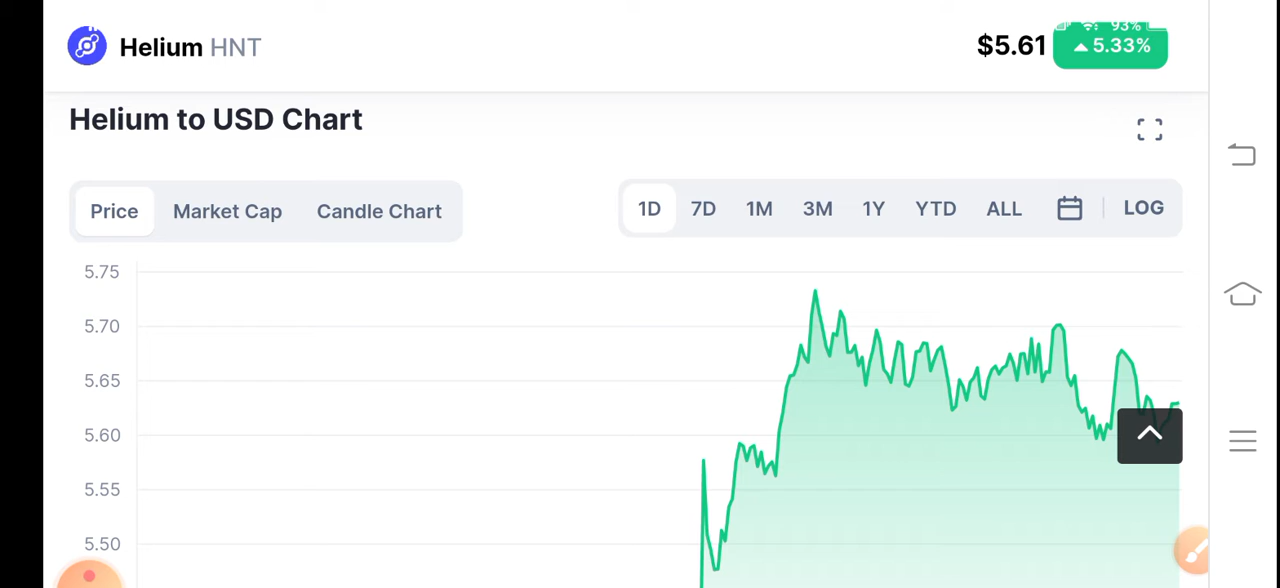 Helium HNT
$5.61
93%
5.33%
Helium to USD Chart
Price Market Cap Candle Chart
1D 7D 1M 3M 1Y YTD ALL LOG
5.75
5.70
5.65
5.60
5.55
5.50